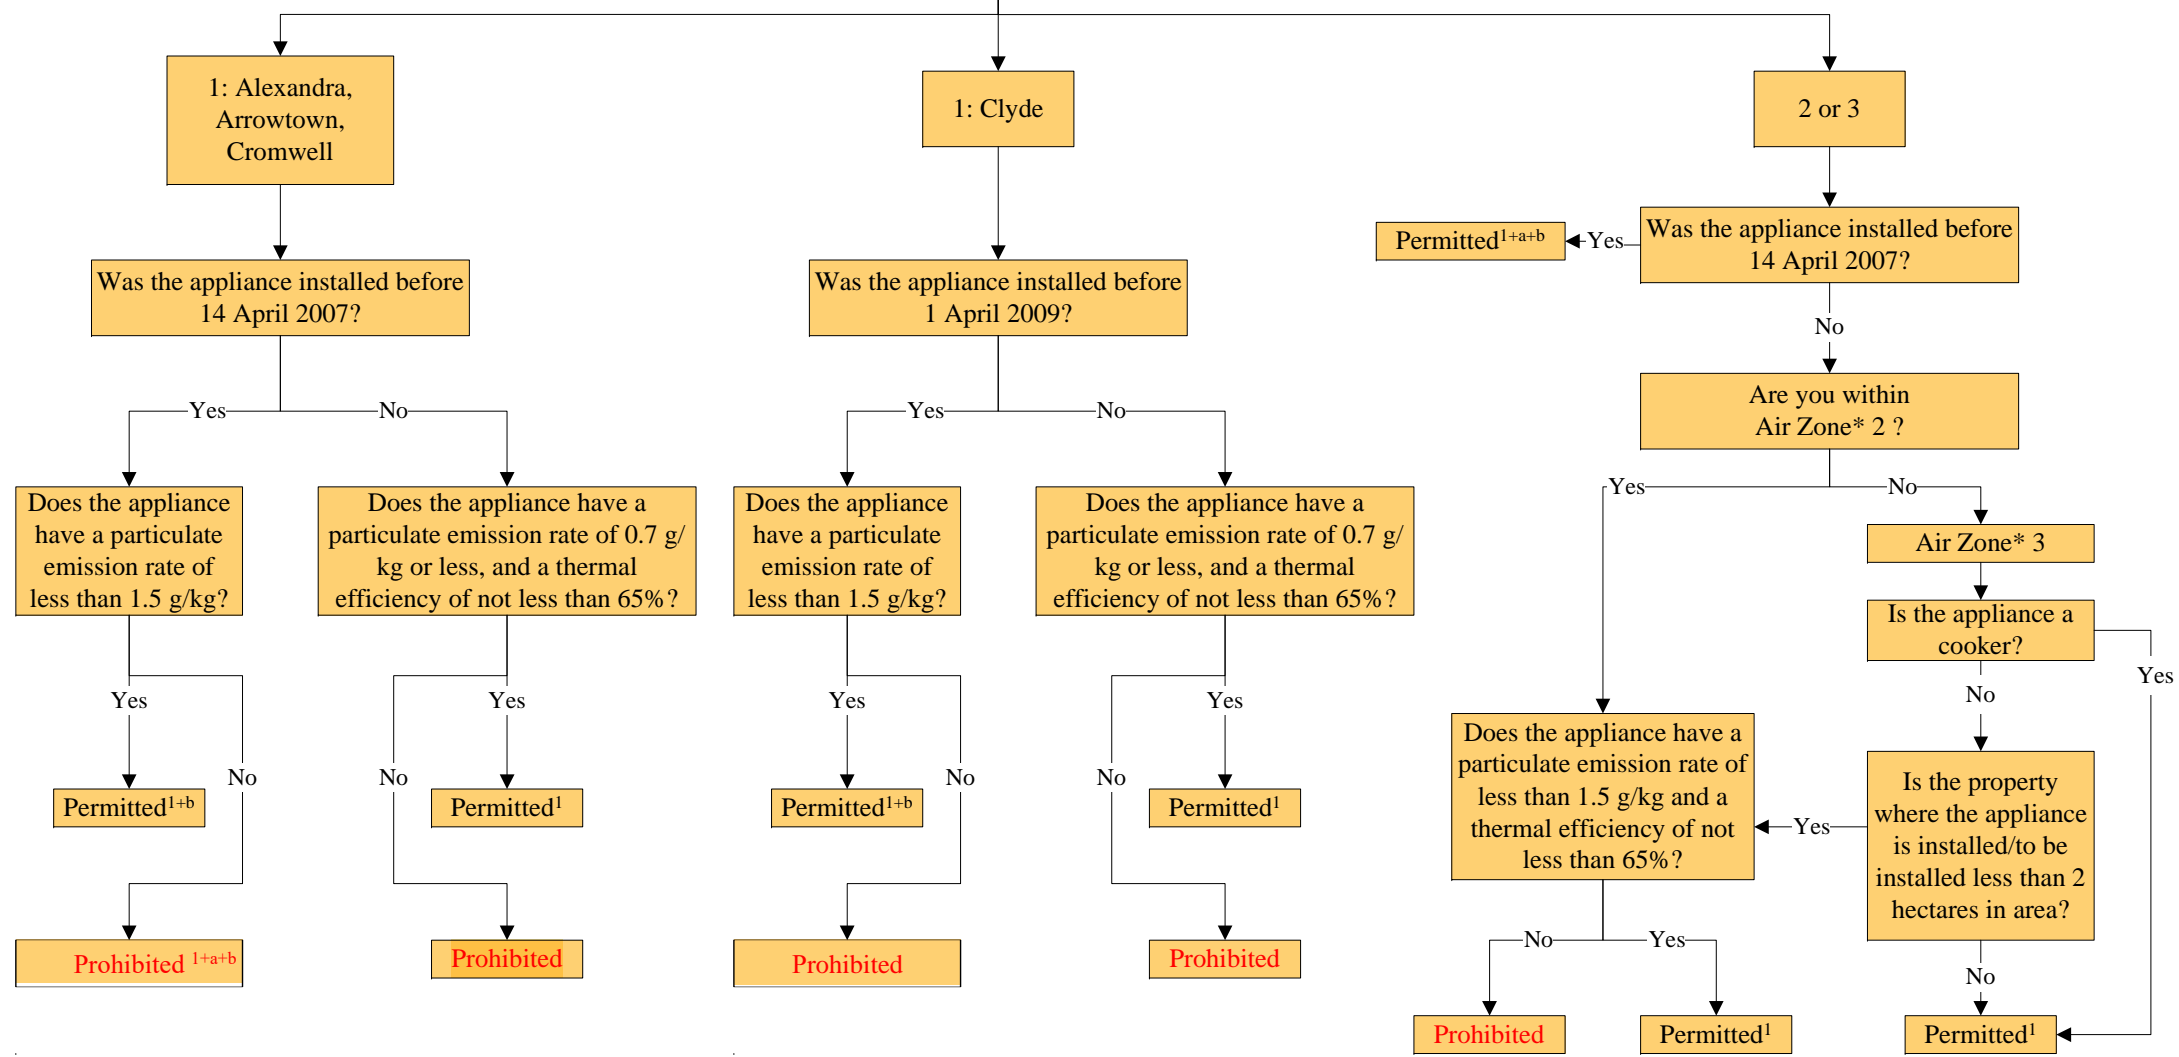 1: Alexandra,
Arrowtown,
Cromwell
1: Clyde
2 or 3
Was the appliance installed before
14 April 2007?
Was the appliance installed before
1 April 2009?
Permitted1+a+b
Yes
Was the appliance installed before
14 April 2007?
No
Are you within
Air Zone* 2 ?
Yes
No
Yes
No
Yes
No
Does the appliance
have a particulate
emission rate of
less than 1.5 g/kg?
Does the appliance have a
particulate emission rate of 0.7 g/
kg or less, and a thermal
efficiency of not less than 65%?
Does the appliance
have a particulate
emission rate of
less than 1.5 g/kg?
Does the appliance have a
particulate emission rate of 0.7 g/
kg or less, and a thermal
efficiency of not less than 65%?
Air Zone* 3
Is the appliance a
cooker?
Yes
No
Yes
No
Permitted1+b
No
Yes
Permitted1
Yes
No
Permitted1+b
No
Yes
Permitted1
Does the appliance have a
particulate emission rate of
less than 1.5 g/kg and a
thermal efficiency of not
less than 65%?
Yes
Is the property
where the appliance
is installed/to be
installed less than 2
hectares in area?
Prohibited 1+a+b
Prohibited
Prohibited
Prohibited
No
Yes
No
Prohibited
Permitted1
Permitted1